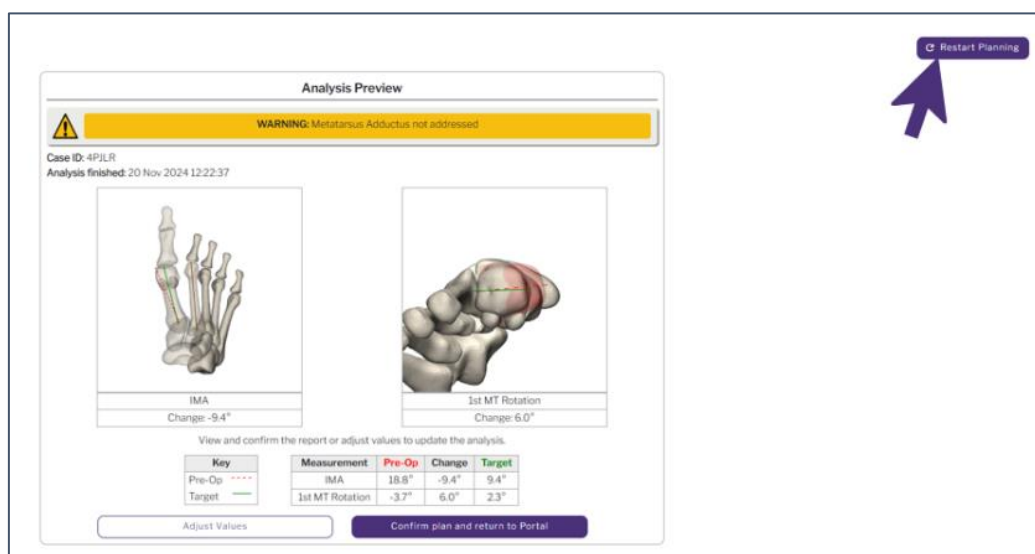 Restart Planning
Analysis Preview
WARNING: Metatarsus Adductus not addressed
Case ID: 4PJLR
Analysis finished: 20 Nov 2024 12:22:37
IMA
Change: -9.4°
1st MT Rotation
Change: 6.0°
View and confirm the report or adjust values to update the analysis.
Key
Pre-Op
Target
Measurement Pre-Op Change Target
IMA 18.8° -9.4° 9.4°
1st MT Rotation -3.7° 6.0° 2.3°
Adjust Values
Confirm plan and return to Portal